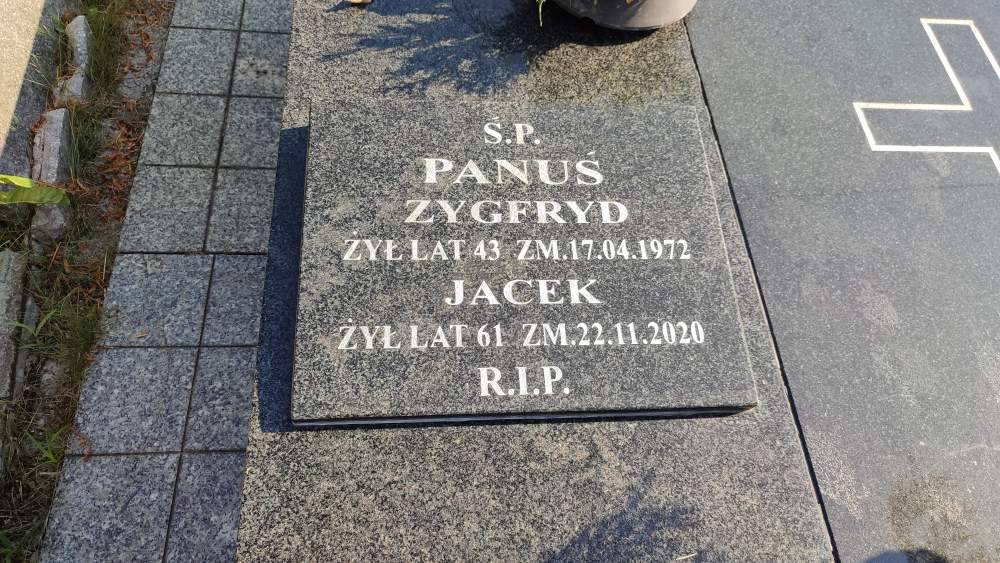 Ś.P.
PANUŚ
ZYGFRYD
ŻYŁ LAT 43 ZM.17.04.1972
JACEK
ŻYŁ LAT 61 ZM.22.11.2020
R.I.P.